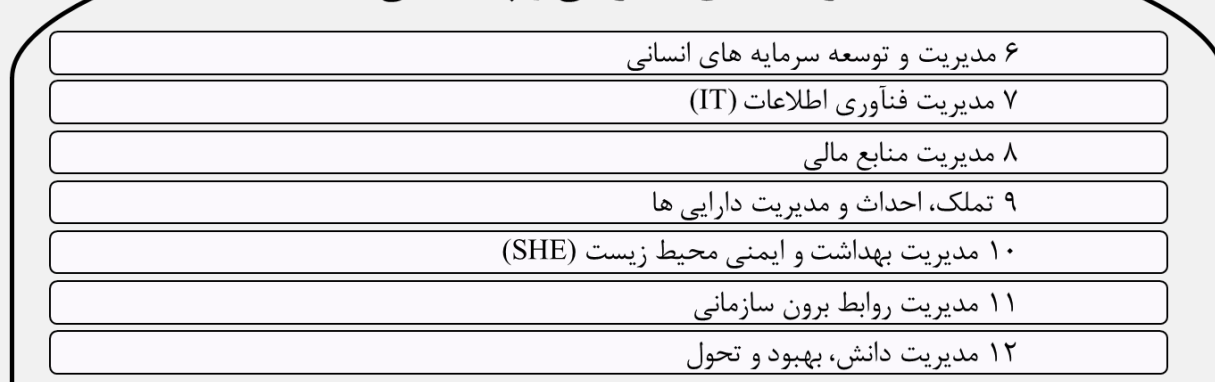 ۶ مدیریت و توسعه سرمایه های انسانی
۷ مدیریت فنآوری اطلاعات (IT)
۸ مدیریت منابع مالی
۹ تملک، احداث و مدیریت دارایی ها
۱۰ مدیریت بهداشت و ایمنی محیط زیست (SHE)
۱۱ مدیریت روابط برون سازمانی
۱۲ مدیریت دانش، بهبود و تحول